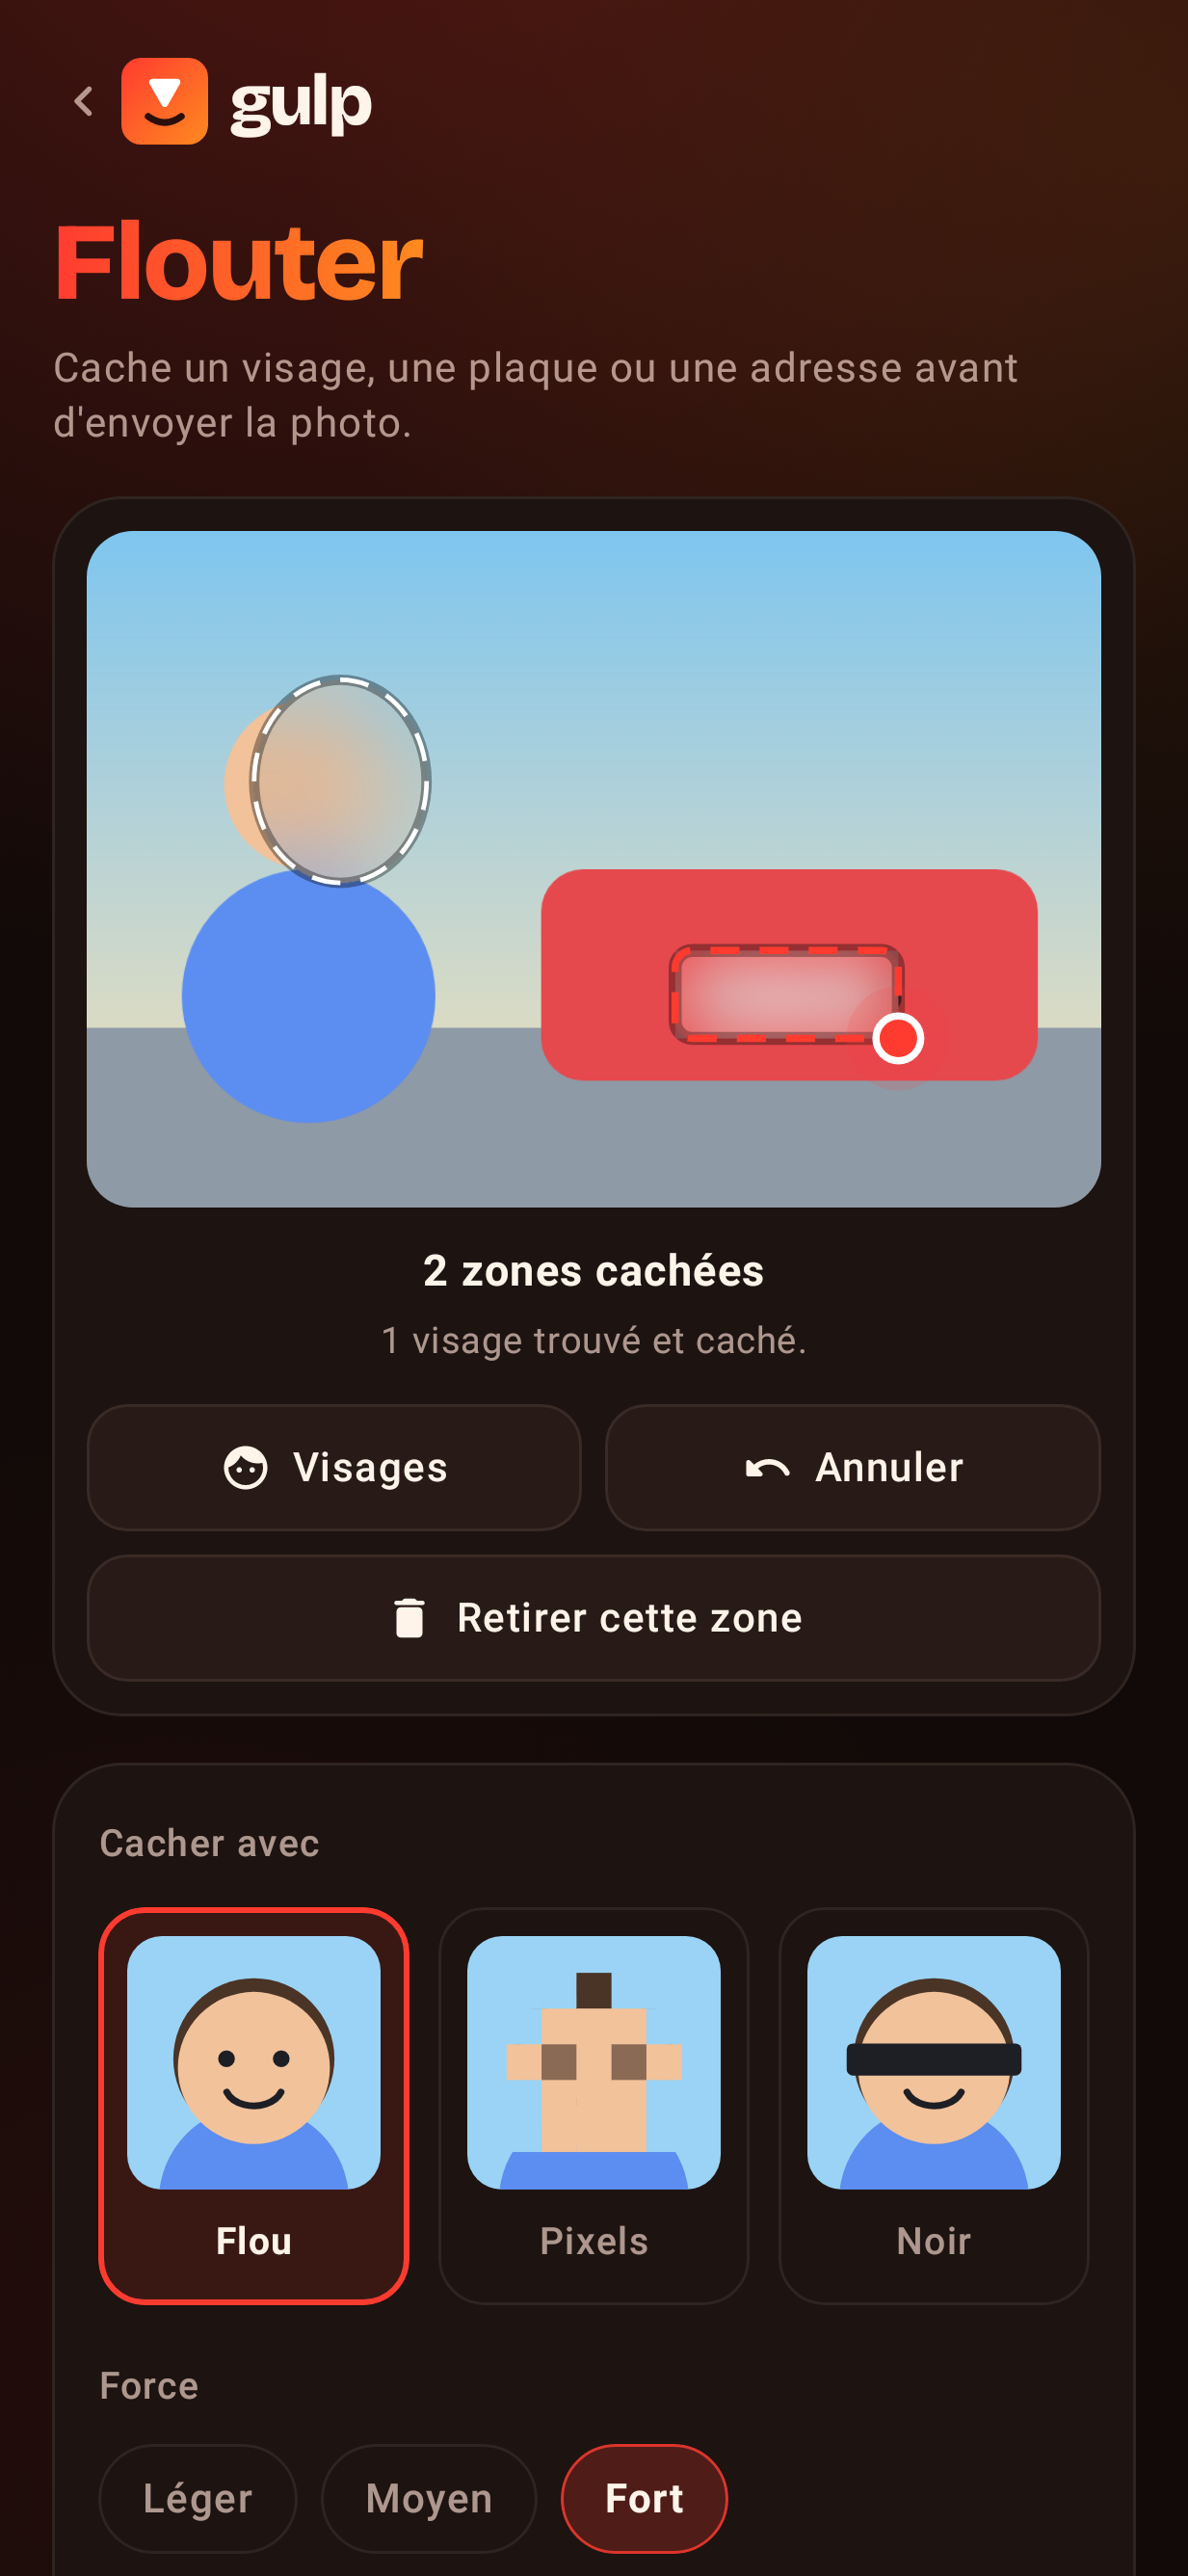 gulp
Flouter
Cache un visage, une plaque ou une adresse avant
d'envoyer la photo.
2 zones cachées
1 visage trouvé et caché.
Visages
Annuler
Retirer cette zone
Cacher avec
Flou
Pixels
Noir
Force
Léger
Moyen
Fort